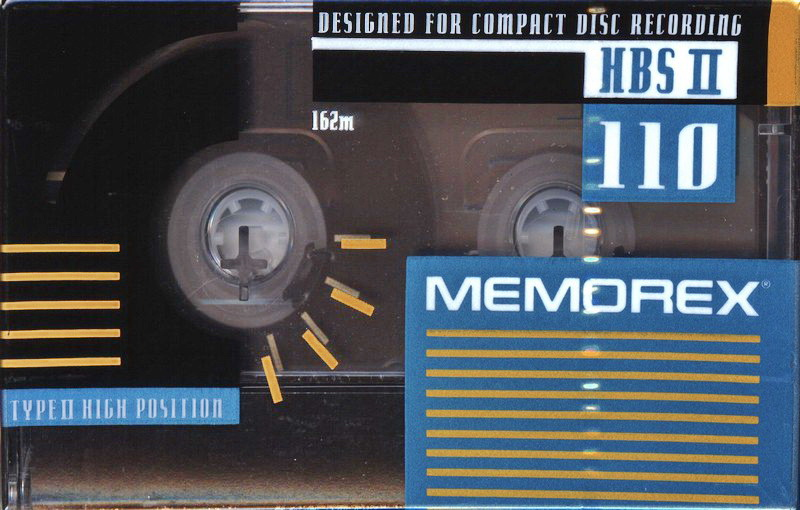 DESIGNED FOR COMPACT DISC RECORDING
HBS II
162m
110
MEMOREX®
TYPE II HIGH POSITION